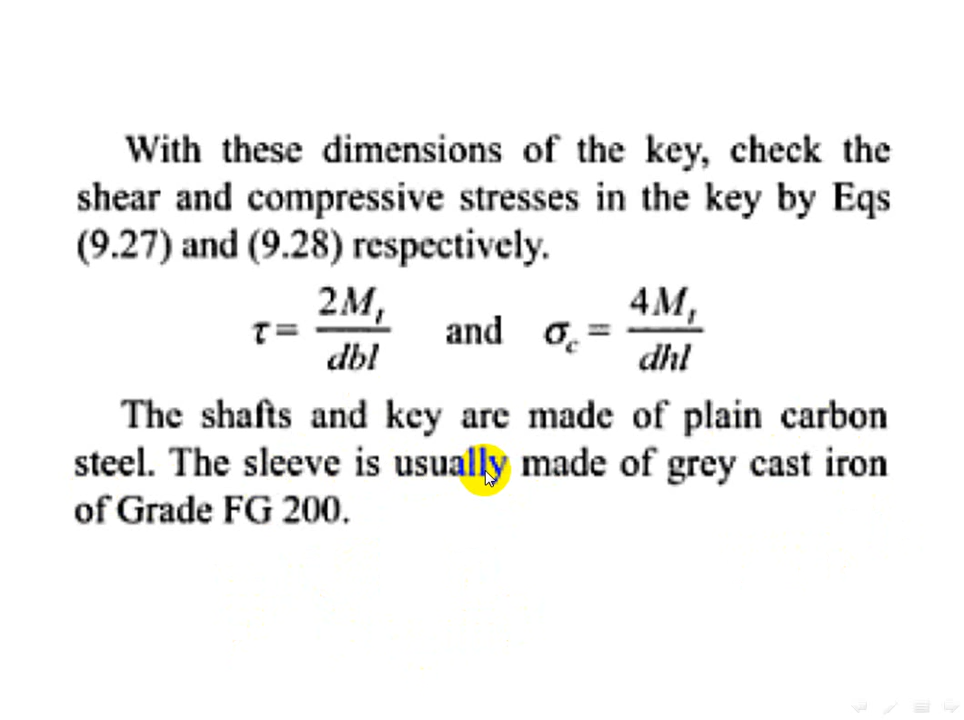 With these dimensions of the key, check the
shear and compressive stresses in the key by Eqs
(9.27) and (9.28) respectively.
τ = 2M_t / dbl and σ_c = 4M_t / dhl
The shafts and key are made of plain carbon
steel. The sleeve is usually made of grey cast iron
of Grade FG 200.